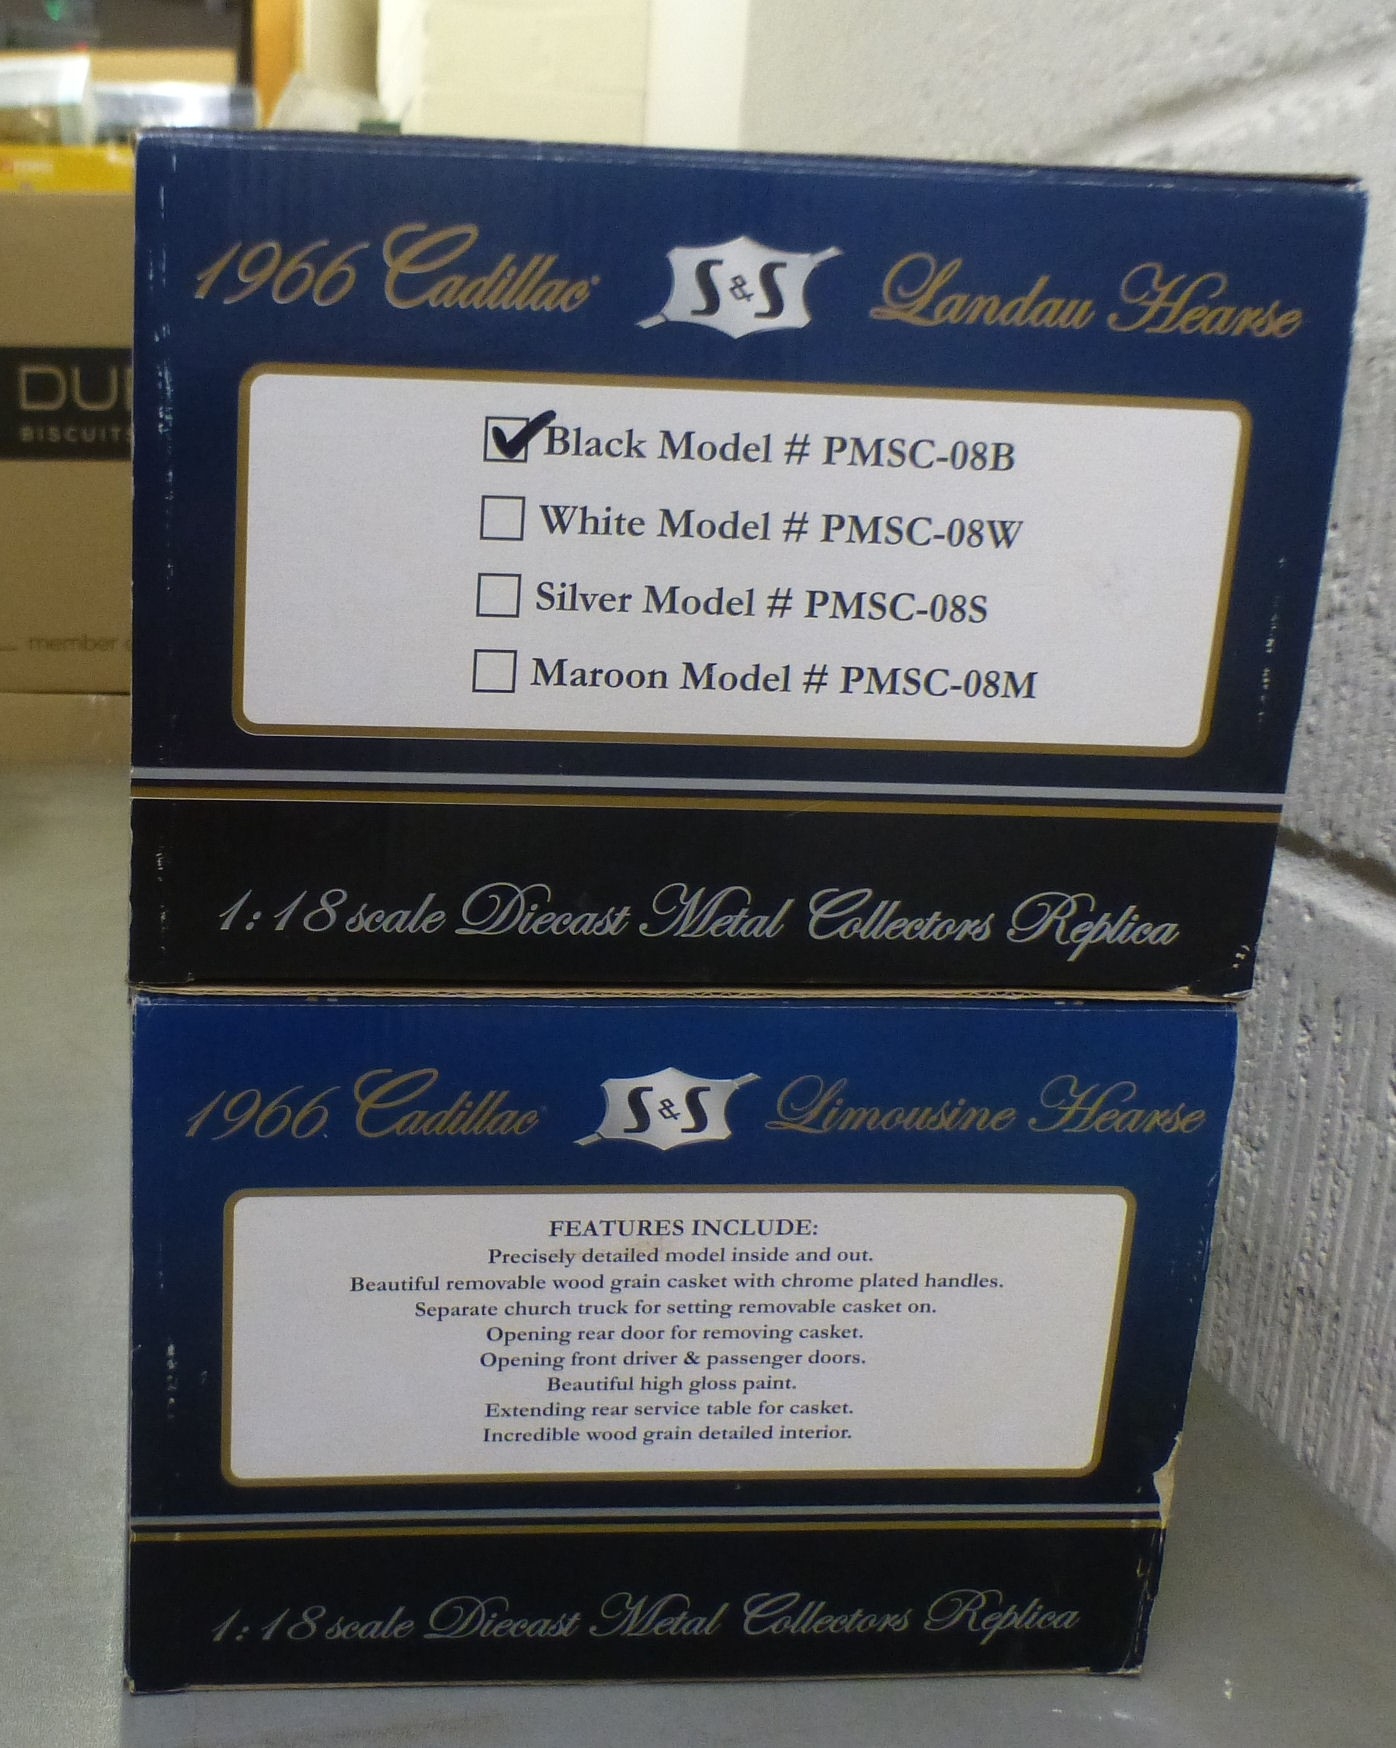 1966 Cadillac S&S Landau Hearse
Black Model # PMSC-08B
White Model # PMSC-08W
Silver Model # PMSC-08S
Maroon Model # PMSC-08M
1:18 scale Diecast Metal Collectors Replica
1966 Cadillac S&S Limousine Hearse
FEATURES INCLUDE:
Precisely detailed model inside and out.
Beautiful removable wood grain casket with chrome plated handles.
Separate church truck for setting removable casket on.
Opening rear door for removing casket.
Opening front driver & passenger doors.
Beautiful high gloss paint.
Extending rear service table for casket.
Incredible wood grain detailed interior.
1:18 scale Diecast Metal Collectors Replica
BISCUITS
member